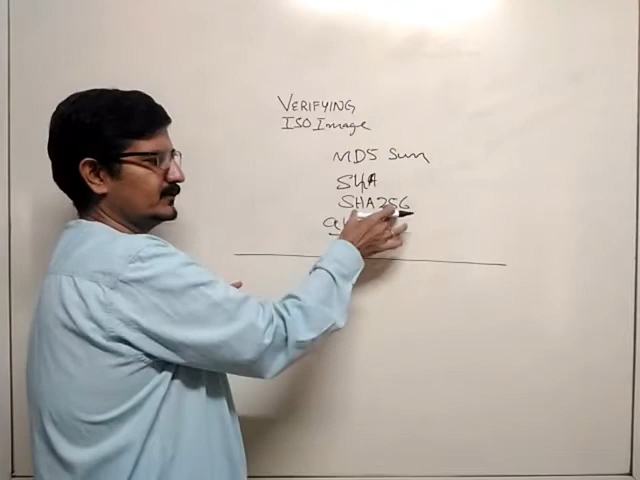 VERIFYING
ISO Image
MD5 Sum
SHA
SHA256